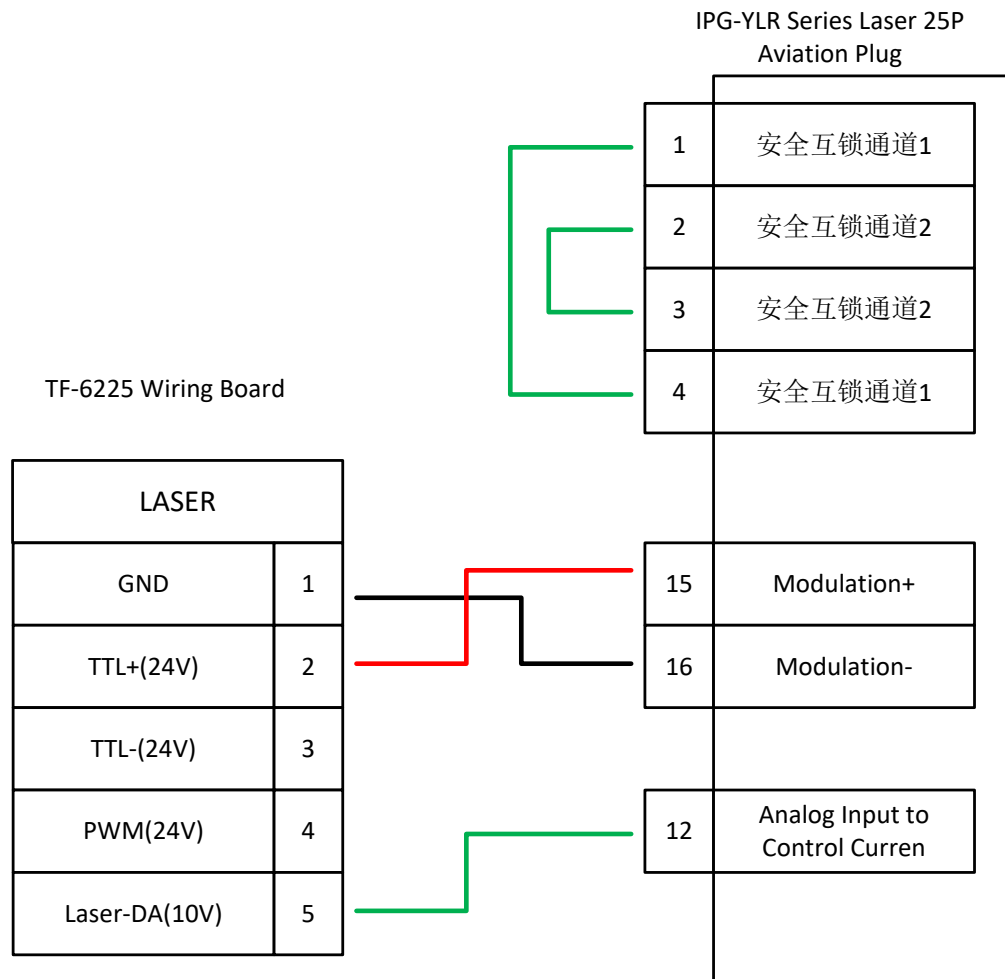 IPG-YLR Series Laser 25P
Aviation Plug
1 安全互锁通道1
2 安全互锁通道2
3 安全互锁通道2
4 安全互锁通道1
TF-6225 Wiring Board
LASER
GND 1
TTL+(24V) 2
TTL-(24V) 3
PWM(24V) 4
Laser-DA(10V) 5
15 Modulation+
16 Modulation-
12 Analog Input to
Control Curren